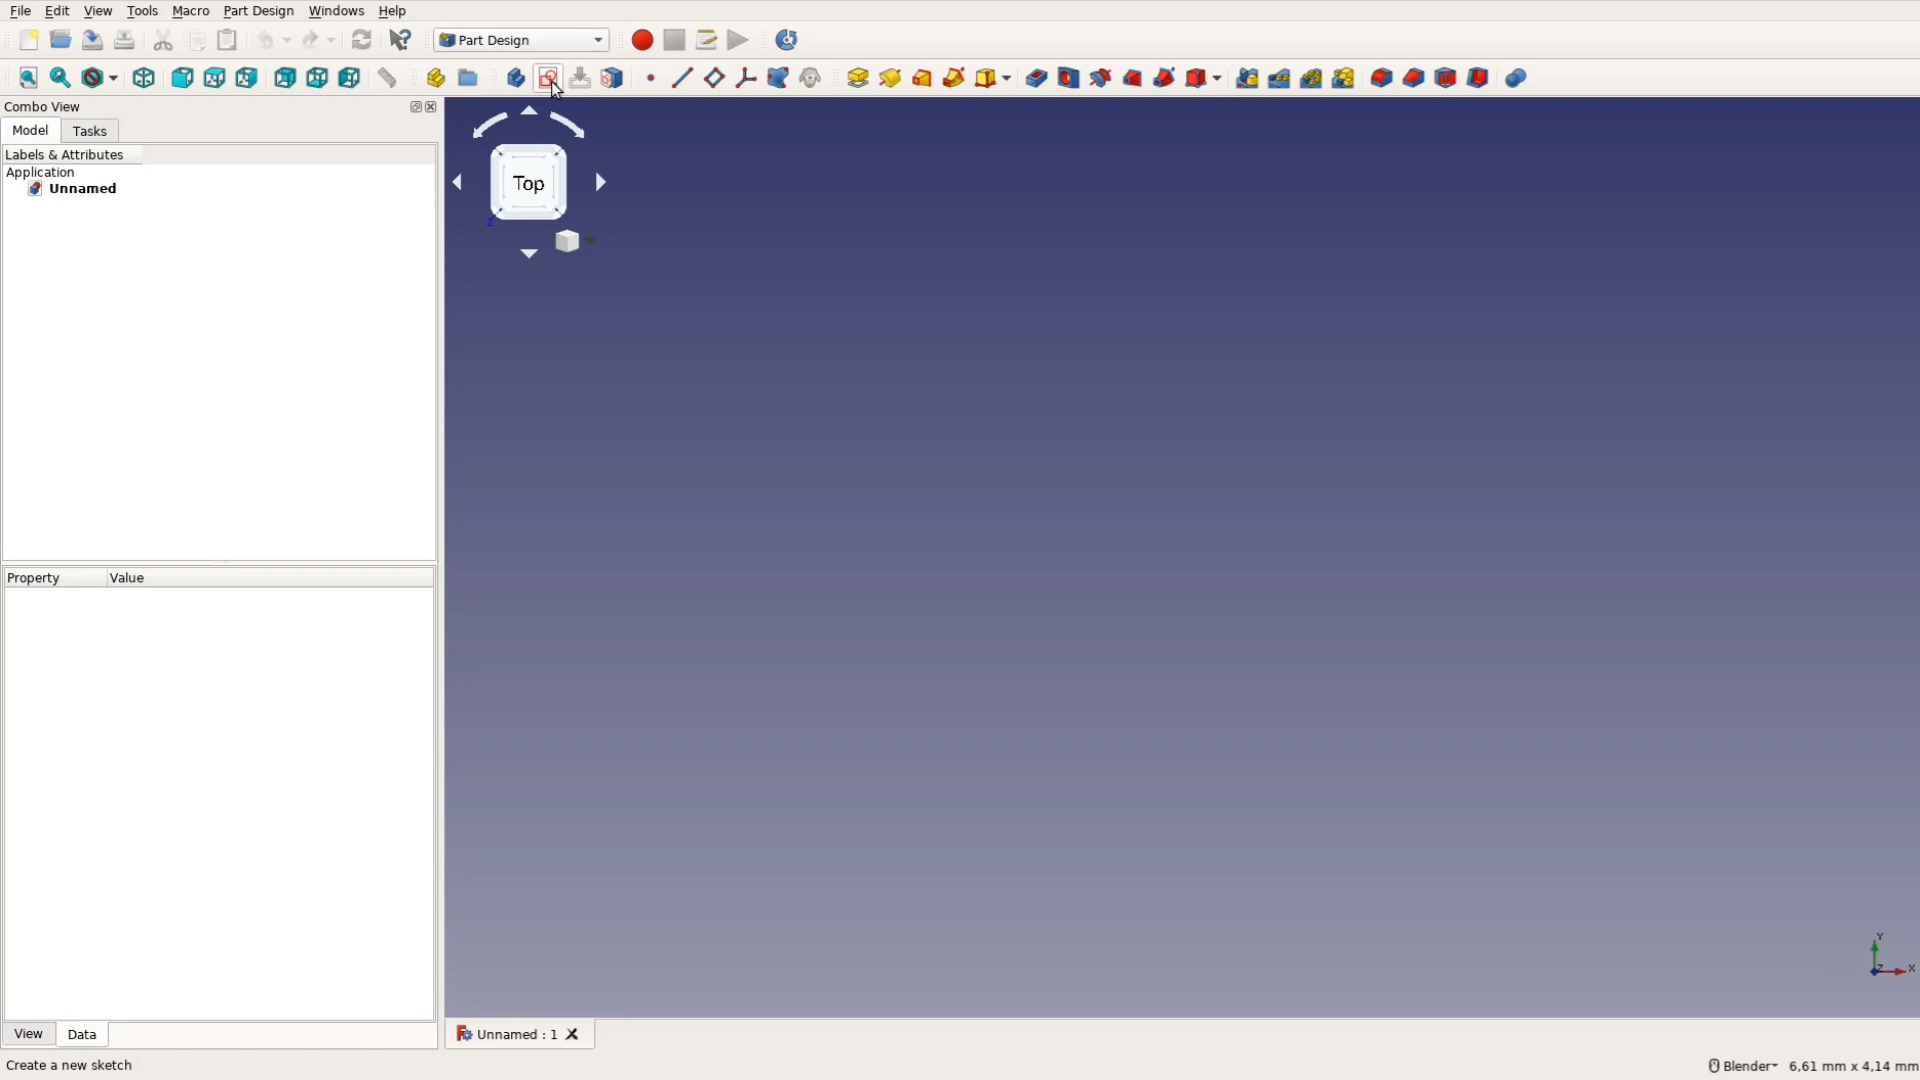 File Edit View Tools Macro Part Design Windows Help
Part Design
Combo View
Model Tasks
Labels & Attributes
Application
Unnamed
Top
Z
Property Value
Y
Z X
View Data
Unnamed : 1
Create a new sketch
Blender 6,61 mm x 4,14 mm